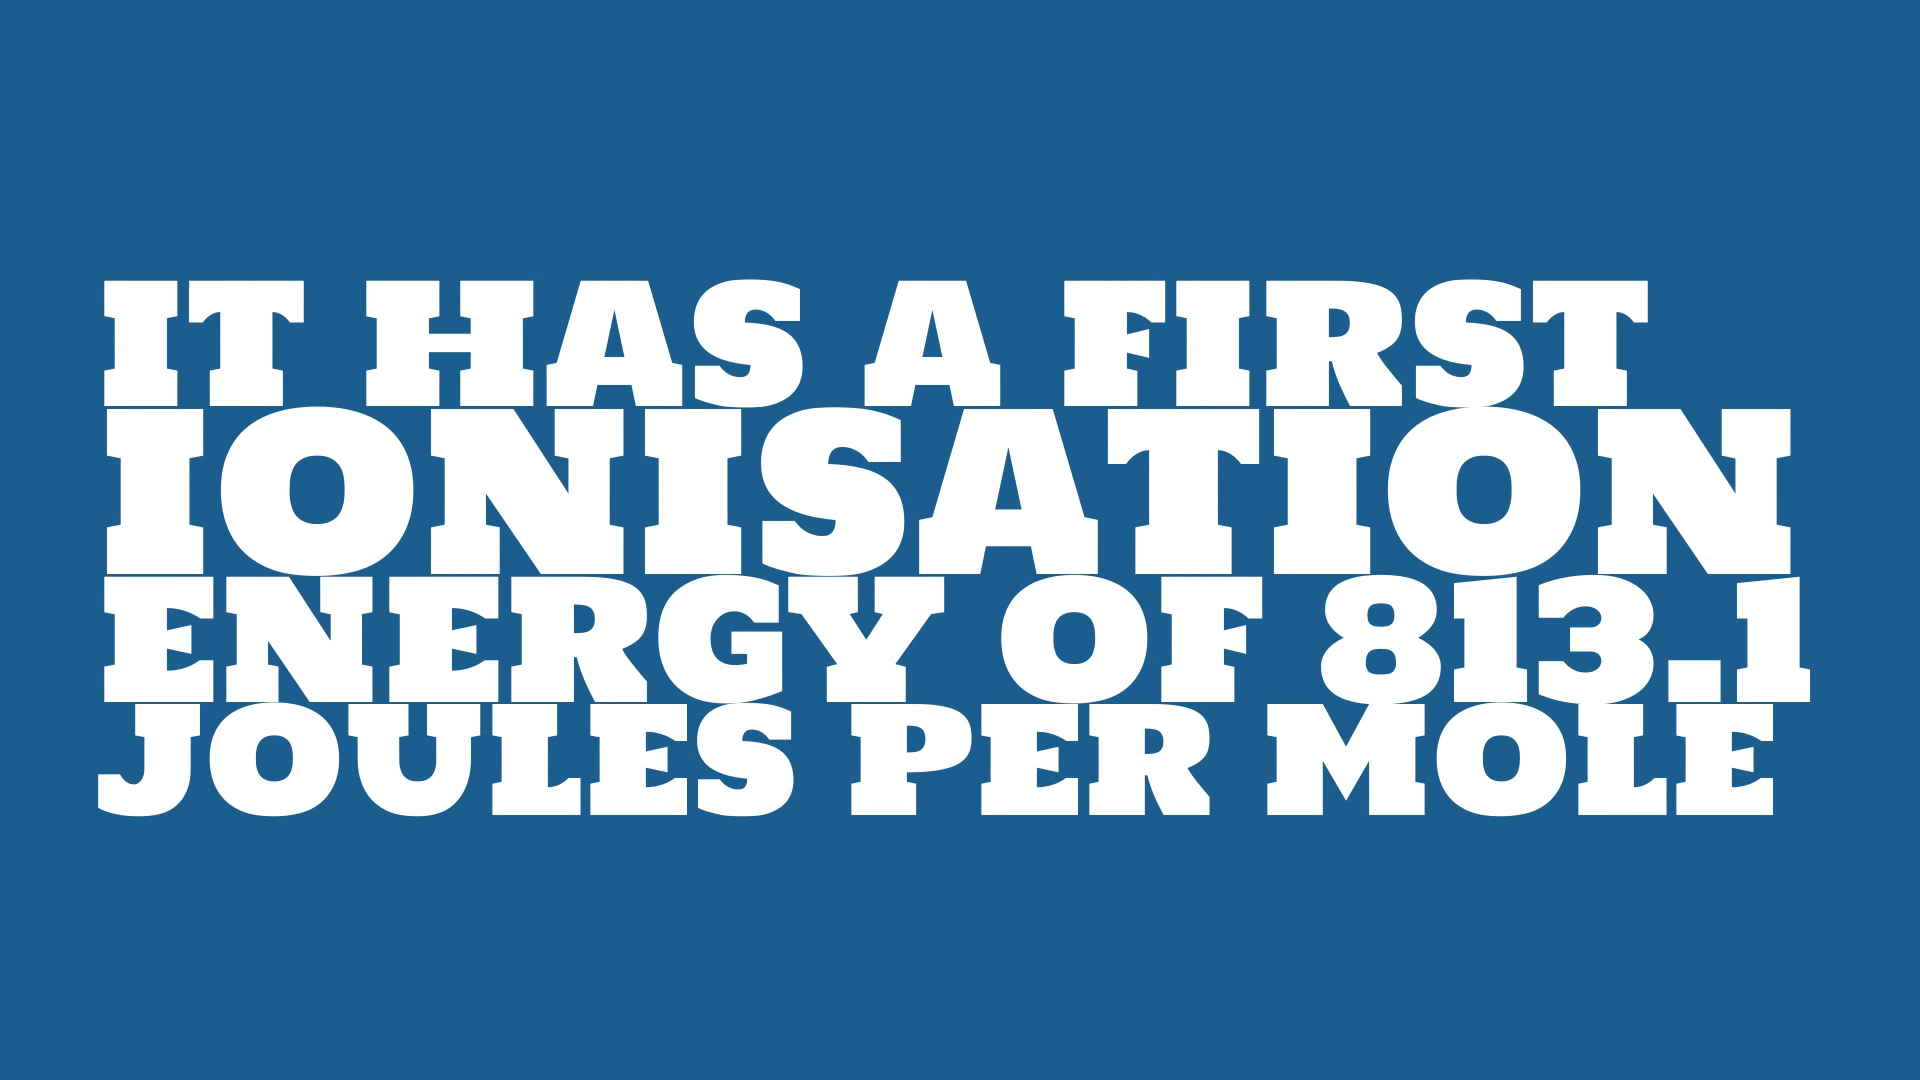 IT HAS A FIRST
IONISATION
ENERGY OF 813.1
JOULES PER MOLE